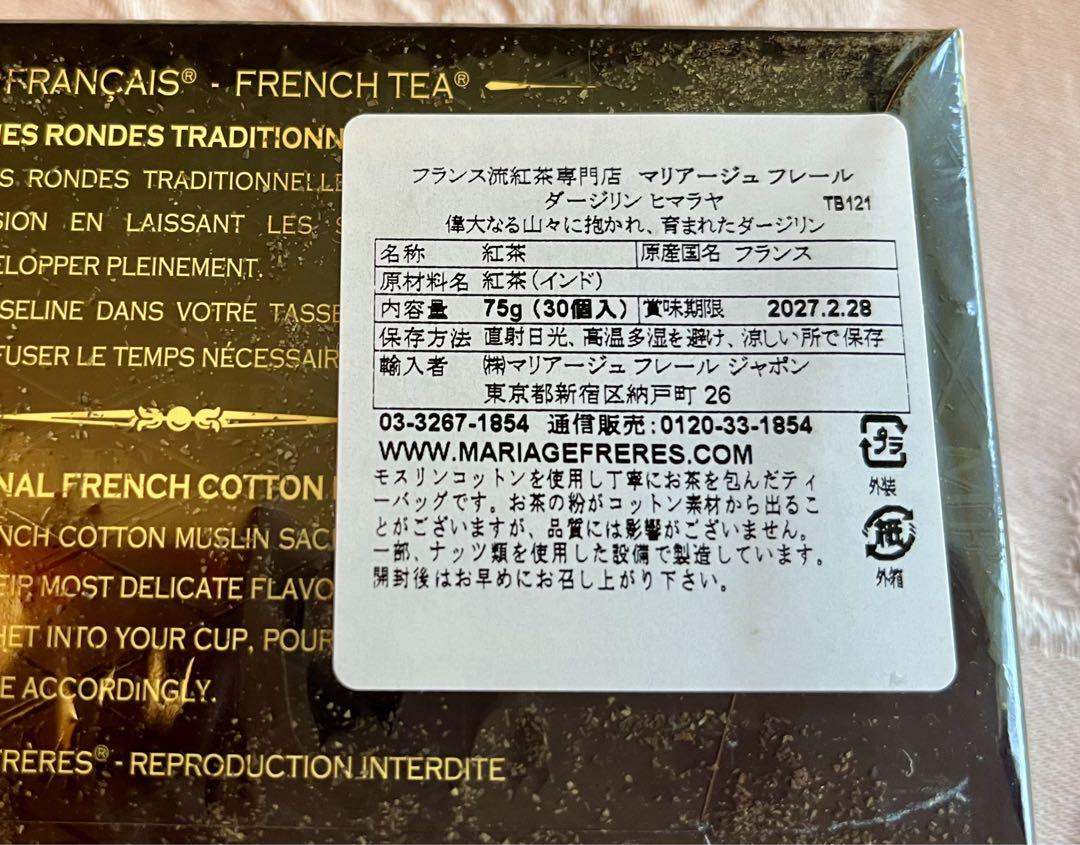 FRANÇAIS® - FRENCH TEA®
ES RONDES TRADITIONN
S RONDES TRADITIONNELLE
SION EN LAISSANT LES S
ELOPPER PLEINEMENT.
SELINE DANS VOTRE TASSE
FUSER LE TEMPS NÉCESSAIR
NAL FRENCH COTTON
NCH COTTON MUSLIN SAC
EIR MOST DELICATE FLAVO
HET INTO YOUR CUP, POUR
E ACCORDINGLY.
FRÈRES® - REPRODUCTION INTERDITE
フランス流紅茶専門店 マリアージュ フレール
ダージリン ヒマラヤ TB121
偉大なる山々に抱かれ、育まれたダージリン
名称 紅茶 原産国名 フランス
原材料名 紅茶(インド)
内容量 75g (30個入) 賞味期限 2027.2.28
保存方法 直射日光、高温多湿を避け、涼しい所で保存
輸入者 ㈱マリアージュ フレール ジャポン
東京都新宿区納戸町 26
03-3267-1854 通信販売:0120-33-1854
WWW.MARIAGEFRERES.COM
モスリンコットンを使用し丁寧にお茶を包んだティ
ーバッグです。お茶の粉がコットン素材から出るこ
とがございますが、品質には影響がございません。
一部、ナッツ類を使用した設備で製造しています。
開封後はお早めにお召し上がり下さい。
プラ
外装
紙
外箱